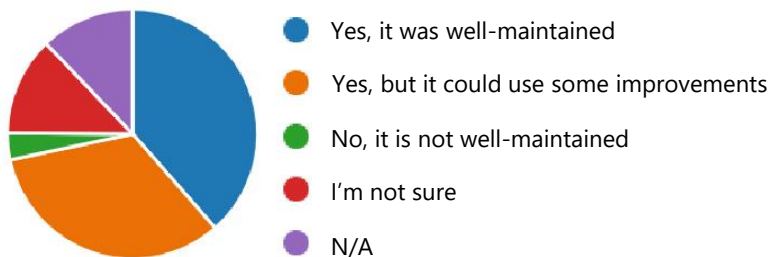 Yes, it was well-maintained
Yes, but it could use some improvements
No, it is not well-maintained
I'm not sure
N/A